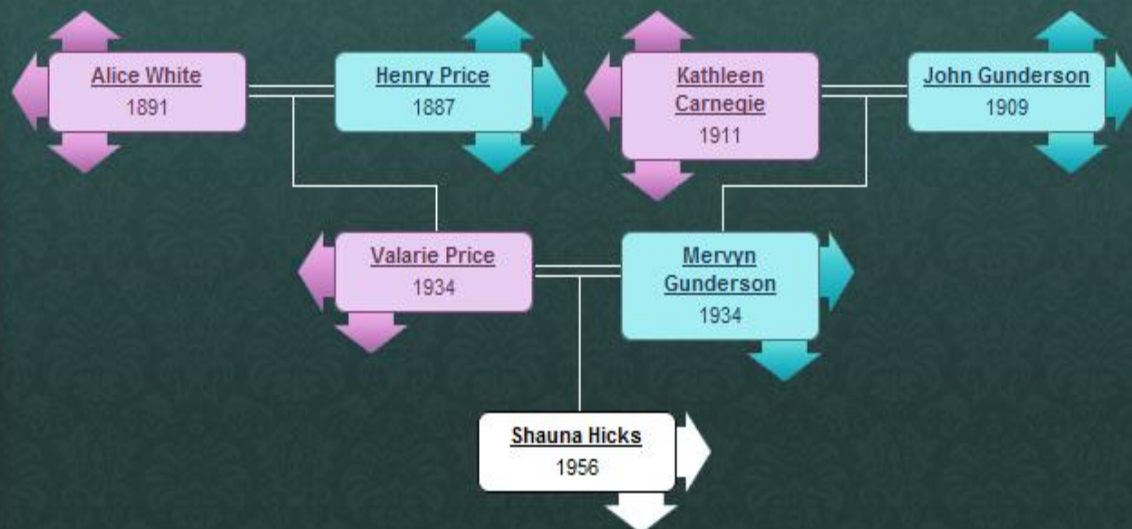 Alice White
1891
Henry Price
1887
Kathleen
Carnegie
1911
John Gunderson
1909
Valarie Price
1934
Mervyn
Gunderson
1934
Shauna Hicks
1956